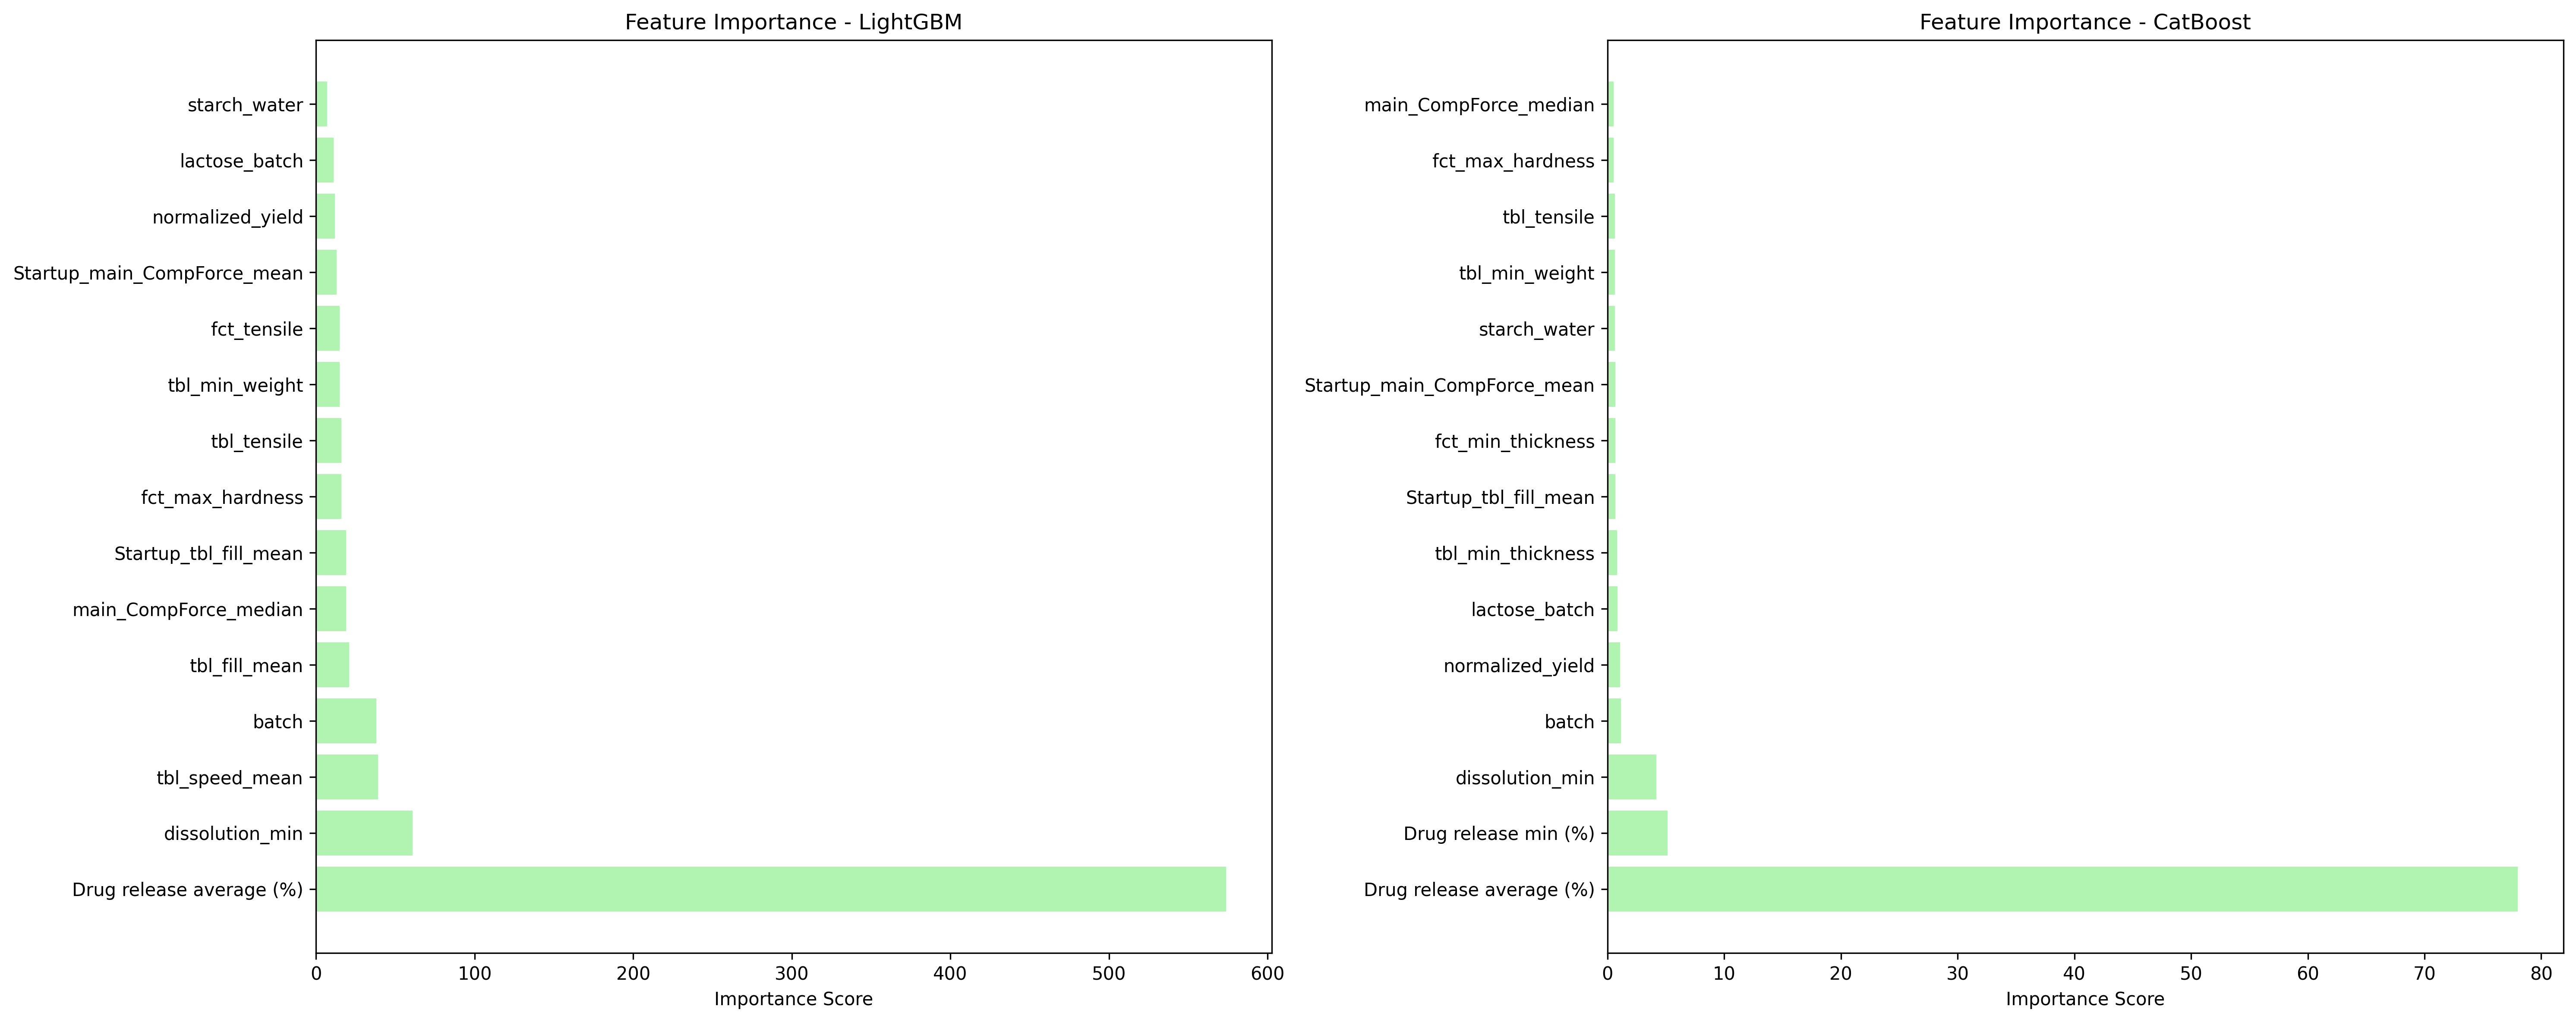 Feature Importance - LightGBM
starch_water
lactose_batch
normalized_yield
Startup_main_CompForce_mean
fct_tensile
tbl_min_weight
tbl_tensile
fct_max_hardness
Startup_tbl_fill_mean
main_CompForce_median
tbl_fill_mean
batch
tbl_speed_mean
dissolution_min
Drug release average (%)
0 100 200 300 400 500 600
Importance Score
Feature Importance - CatBoost
main_CompForce_median
fct_max_hardness
tbl_tensile
tbl_min_weight
starch_water
Startup_main_CompForce_mean
fct_min_thickness
Startup_tbl_fill_mean
tbl_min_thickness
lactose_batch
normalized_yield
batch
dissolution_min
Drug release min (%)
Drug release average (%)
0 10 20 30 40 50 60 70 80
Importance Score